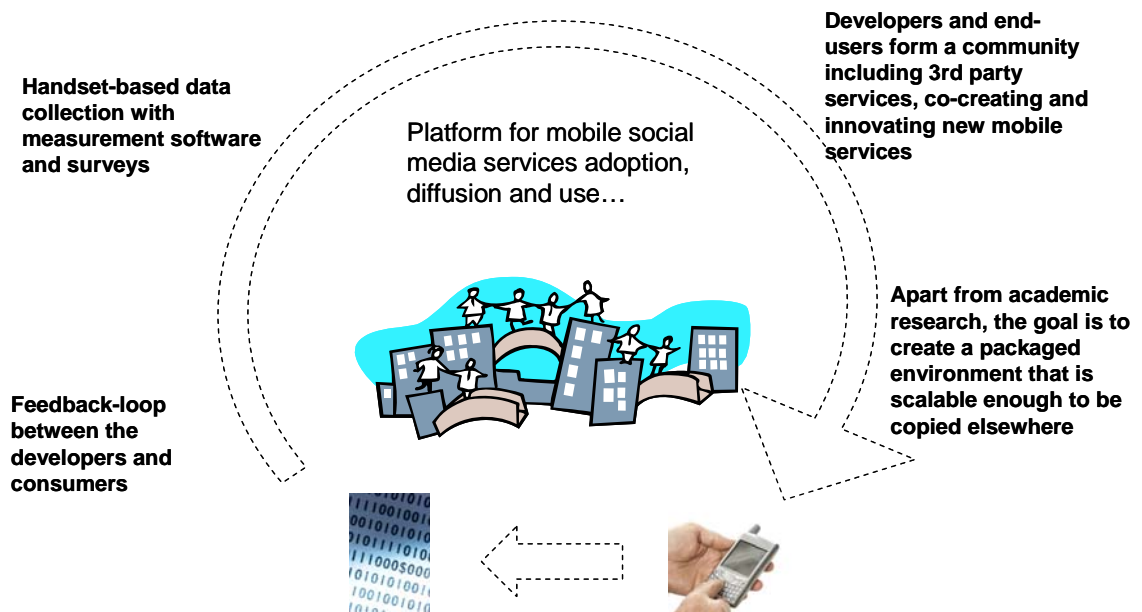 Developers and end-
users form a community
including 3rd party
services, co-creating and
innovating new mobile
services
Handset-based data
collection with
measurement software
and surveys
Platform for mobile social
media services adoption,
diffusion and use…
Apart from academic
research, the goal is to
create a packaged
environment that is
scalable enough to be
copied elsewhere
Feedback-loop
between the
developers and
consumers